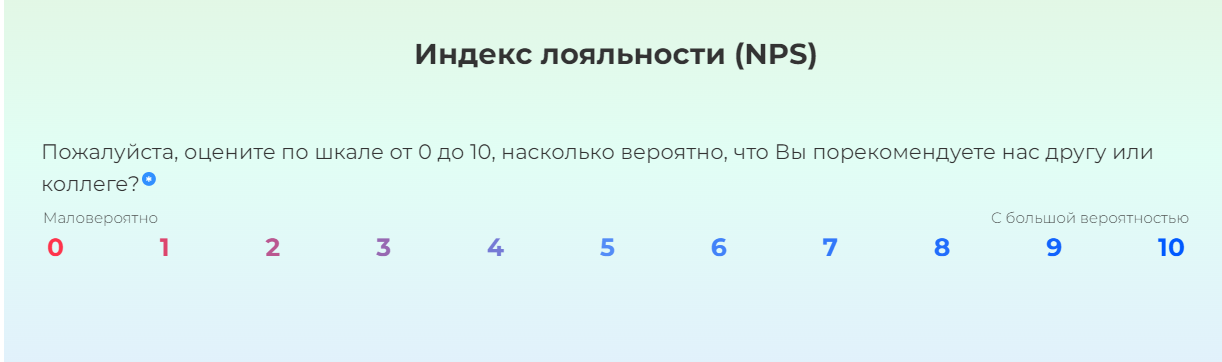 Индекс лояльности (NPS)
Пожалуйста, оцените по шкале от 0 до 10, насколько вероятно, что Вы порекомендуете нас другу или
коллеге?*
Маловероятно С большой вероятностью
0 1 2 3 4 5 6 7 8 9 10